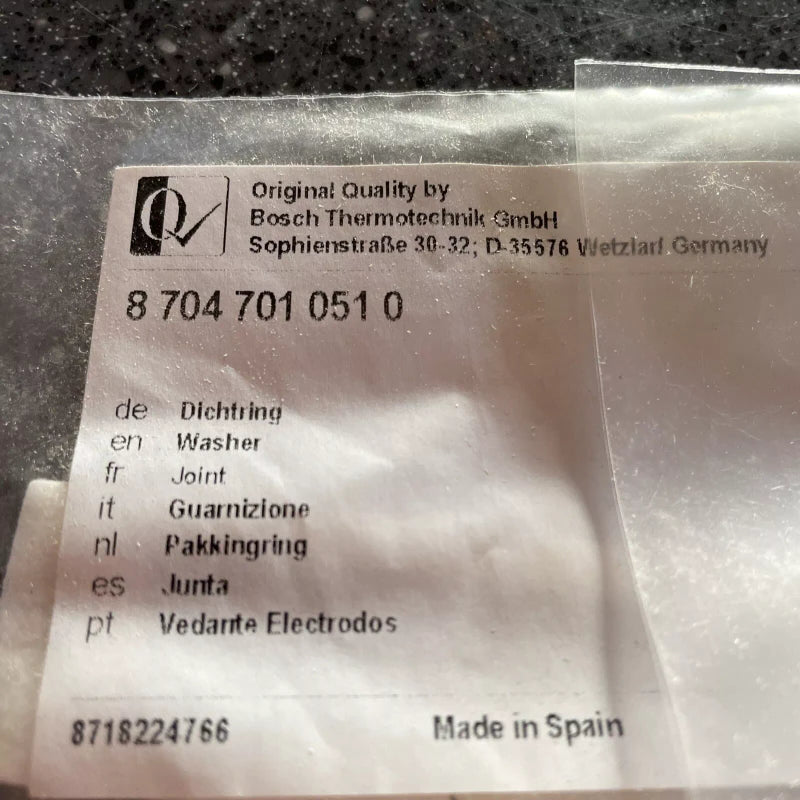 Original Quality by
Bosch Thermotechnik GmbH
Sophienstraße 30-32; D-35576 Wetzlar/ Germany
8 704 701 051 0
de Dichtring
en Washer
fr Joint
it Guarnizione
nl Pakkingring
es Junta
pt Vedante Electrodos
8718224766 Made in Spain